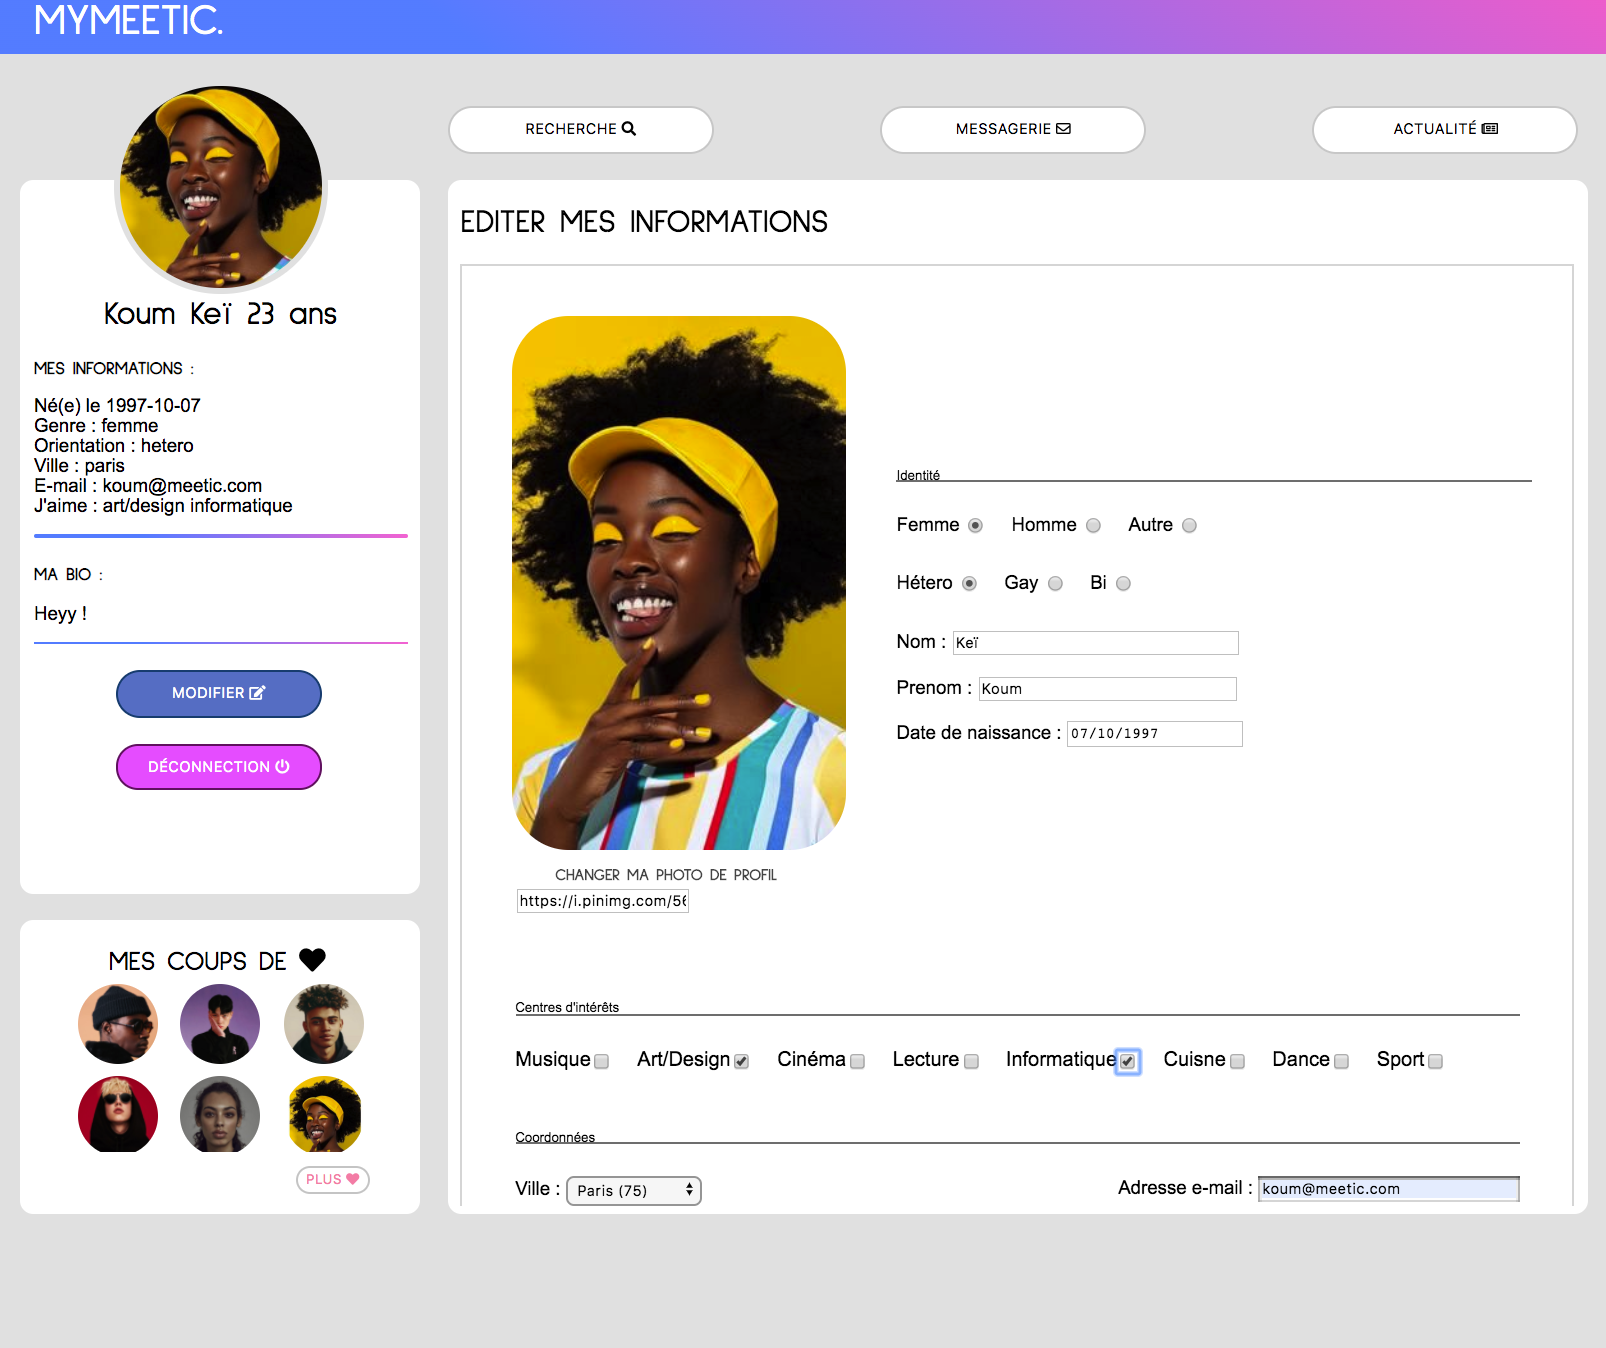 MYMEETIC.
RECHERCHE
MESSAGERIE
ACTUALITÉ
Koum Keï 23 ans
MES INFORMATIONS :
Né(e) le 1997-10-07
Genre : femme
Orientation : hetero
Ville : paris
E-mail : koum@meetic.com
J'aime : art/design informatique
MA BIO :
Heyy !
MODIFIER
DÉCONNECTION
MES COUPS DE
PLUS
EDITER MES INFORMATIONS
CHANGER MA PHOTO DE PROFIL
https://i.pinimg.com/56
Identité
Femme Homme Autre
Hétero Gay Bi
Nom : Keï
Prenom : Koum
Date de naissance : 07/10/1997
Centres d'intérêts
Musique Art/Design Cinéma Lecture Informatique Cuisne Dance Sport
Coordonnées
Ville : Paris (75) Adresse e-mail : koum@meetic.com